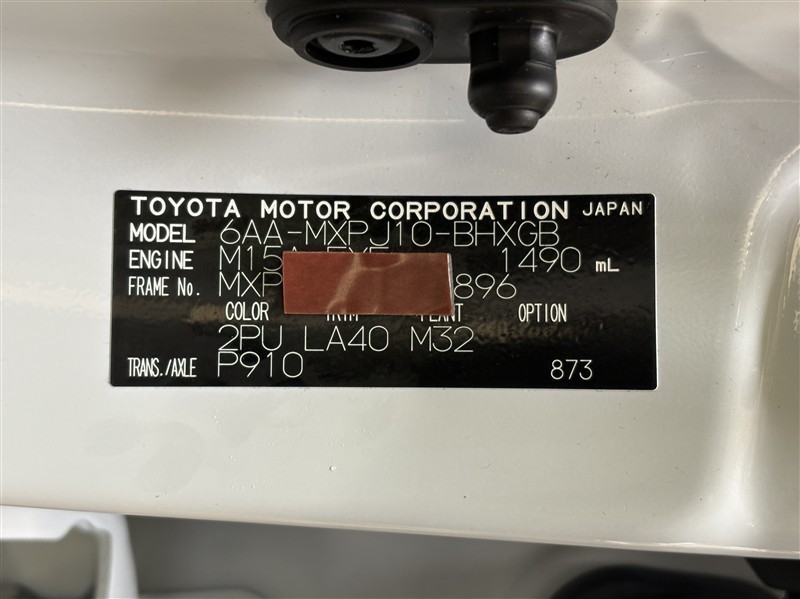 TOYOTA MOTOR CORPORATION JAPAN
MODEL 6AA-MXPJ10-BHXGB
ENGINE 1490 mL
FRAME No. MXP 896
COLOR OPTION
2PU LA40 M32
TRANS./AXLE P910 873